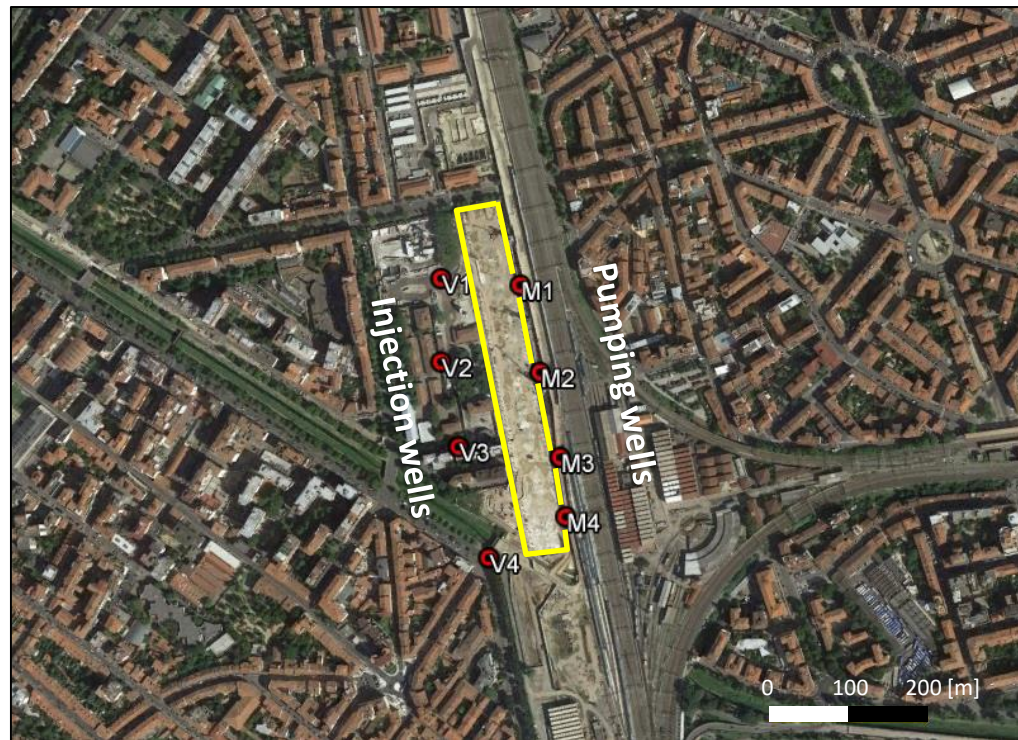 V1
M1
Pumping wells
Injection wells
V2
M2
V3
M3
M4
V4
0 100 200 [m]